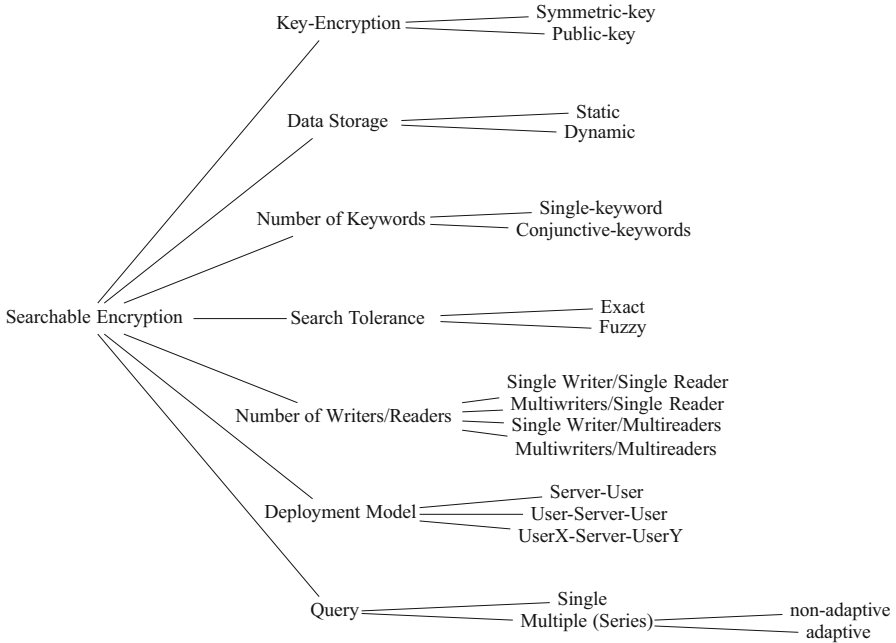 Key-Encryption
Symmetric-key
Public-key
Data Storage
Static
Dynamic
Number of Keywords
Single-keyword
Conjunctive-keywords
Searchable Encryption
Search Tolerance
Exact
Fuzzy
Number of Writers/Readers
Single Writer/Single Reader
Multiwriters/Single Reader
Single Writer/Multireaders
Multiwriters/Multireaders
Deployment Model
Server-User
User-Server-User
UserX-Server-UserY
Query
Single
Multiple (Series)
non-adaptive
adaptive